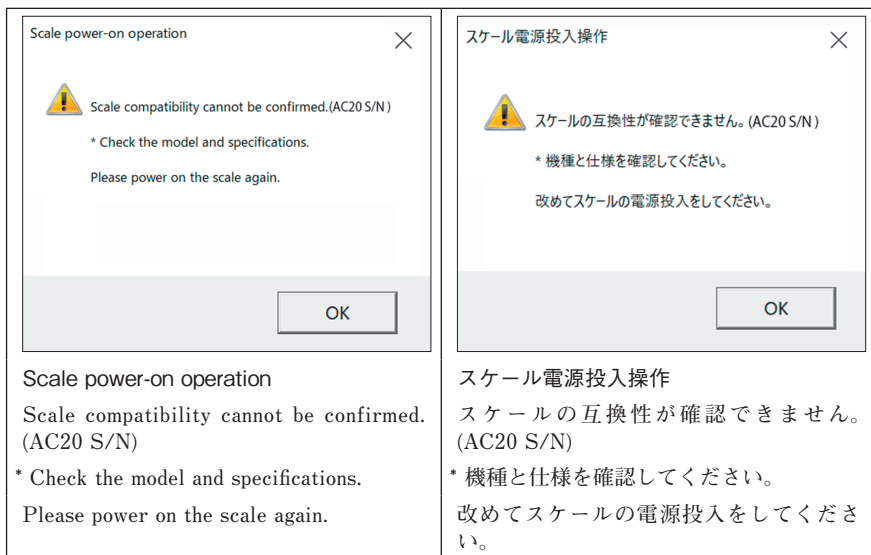 Scale power-on operation
Scale compatibility cannot be confirmed.(AC20 S/N )
* Check the model and specifications.
Please power on the scale again.
OK
Scale power-on operation
Scale compatibility cannot be confirmed.
(AC20 S/N)
* Check the model and specifications.
Please power on the scale again.
スケール電源投入操作
スケールの互換性が確認できません。(AC20 S/N )
* 機種と仕様を確認してください。
改めてスケールの電源投入をしてください。
OK
スケール電源投入操作
スケールの互換性が確認できません。
(AC20 S/N)
* 機種と仕様を確認してください。
改めてスケールの電源投入をしてくださ
い。